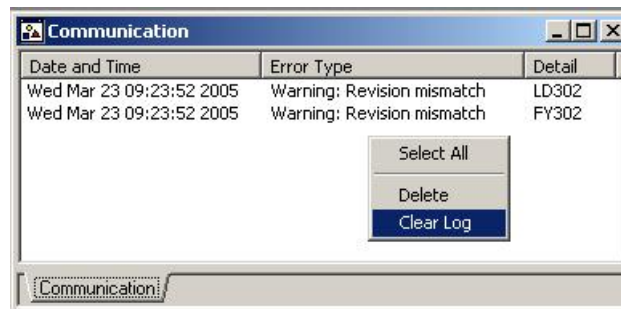 Communication
Date and Time Error Type Detail
Wed Mar 23 09:23:52 2005 Warning: Revision mismatch LD302
Wed Mar 23 09:23:52 2005 Warning: Revision mismatch FY302
Select All
Delete
Clear Log
Communication